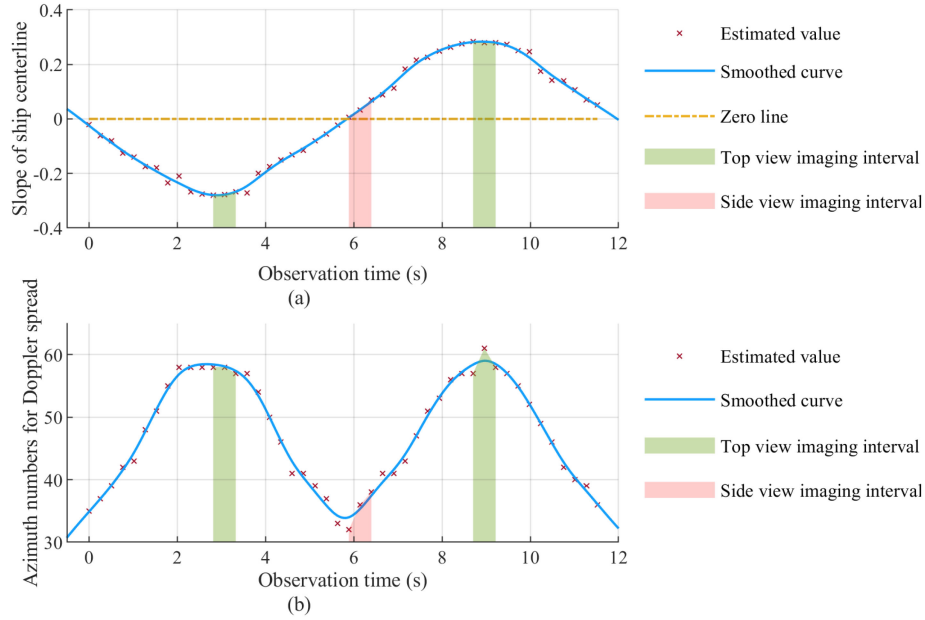 0.4
0.2
0
-0.2
-0.4
Slope of ship centerline
0 2 4 6 8 10 12
Observation time (s)
(a)
Estimated value
Smoothed curve
Zero line
Top view imaging interval
Side view imaging interval
60
50
40
30
Azimuth numbers for Doppler spread
0 2 4 6 8 10 12
Observation time (s)
(b)
Estimated value
Smoothed curve
Top view imaging interval
Side view imaging interval